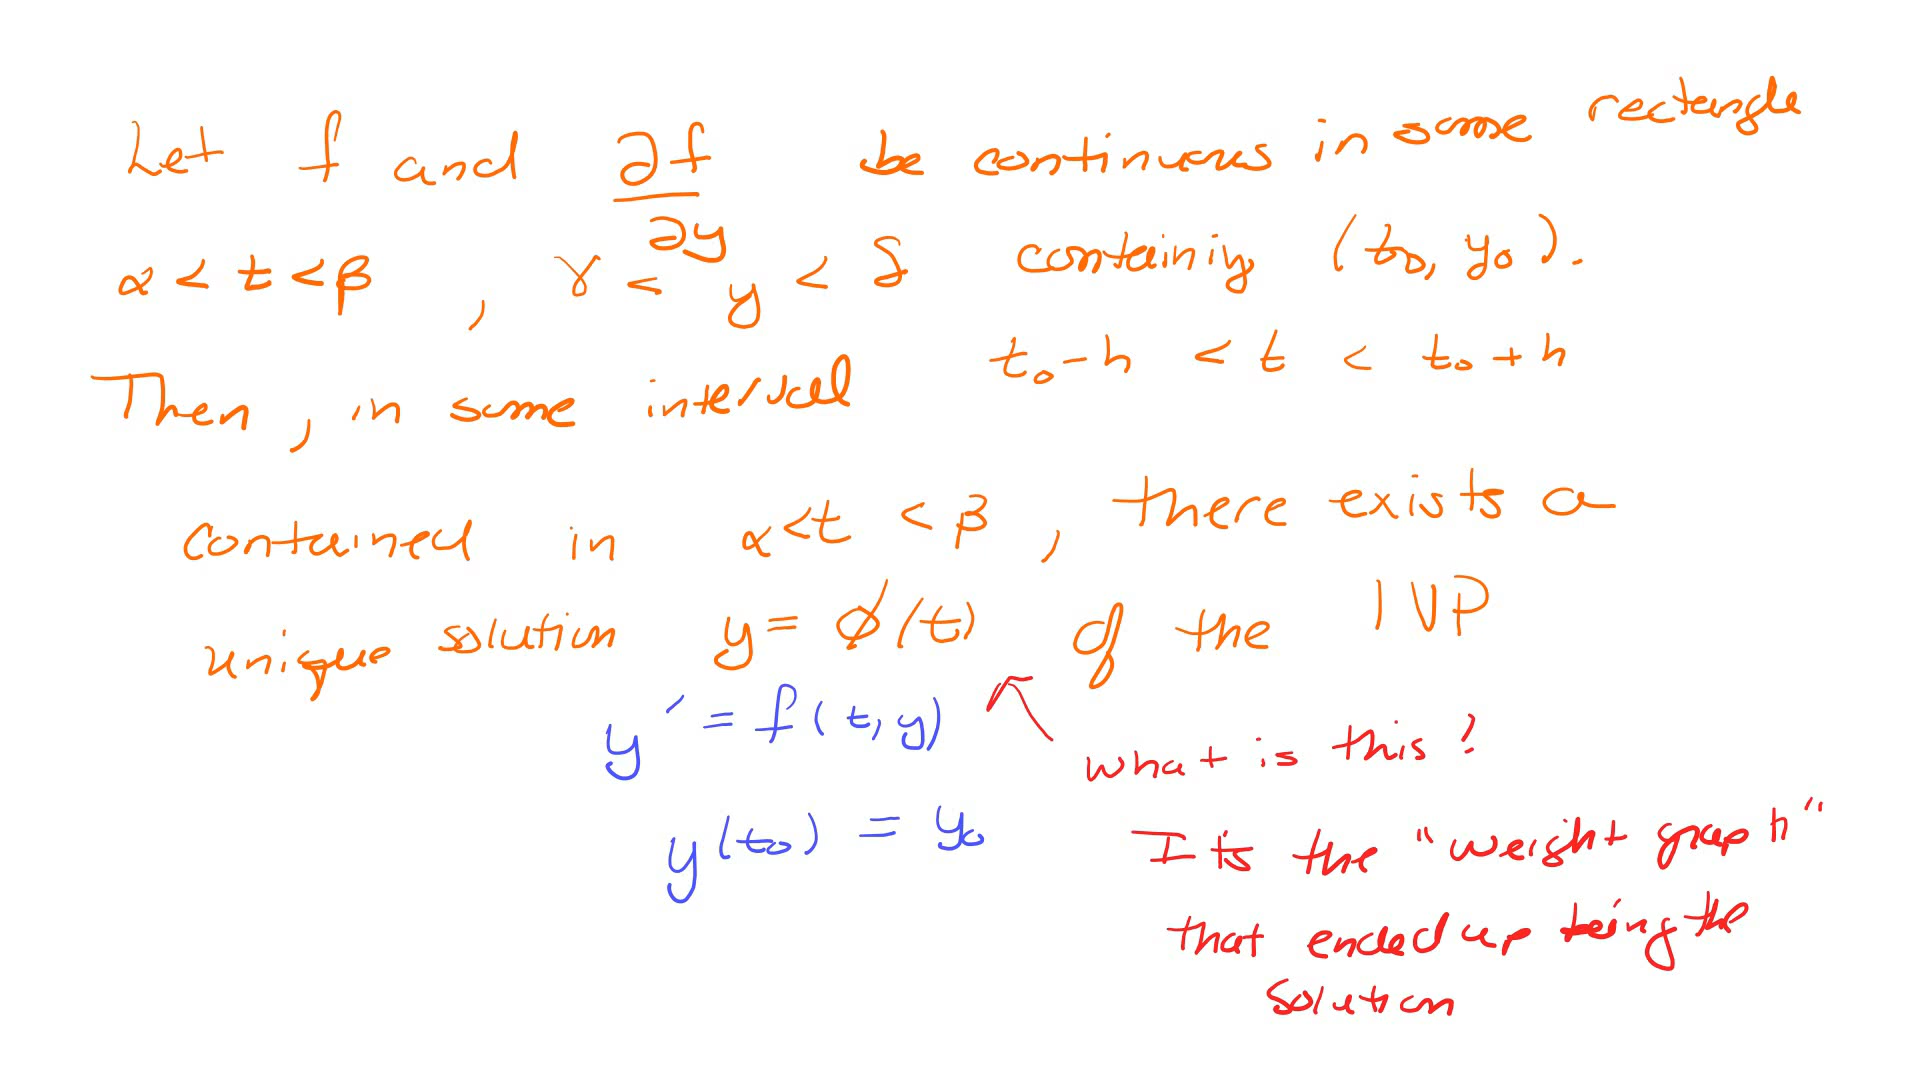 Let f and ∂f/∂y be continuous in some rectangle
α < t < β , γ < y < δ containing (t₀, y₀).
Then, in some interval t₀ - h < t < t₀ + h
contained in α < t < β , there exists a
unique solution y = φ(t) of the IVP
y′ = f(t, y)
y(t₀) = y₀
what is this?
Its the "weight graph"
that ended up being the
solution